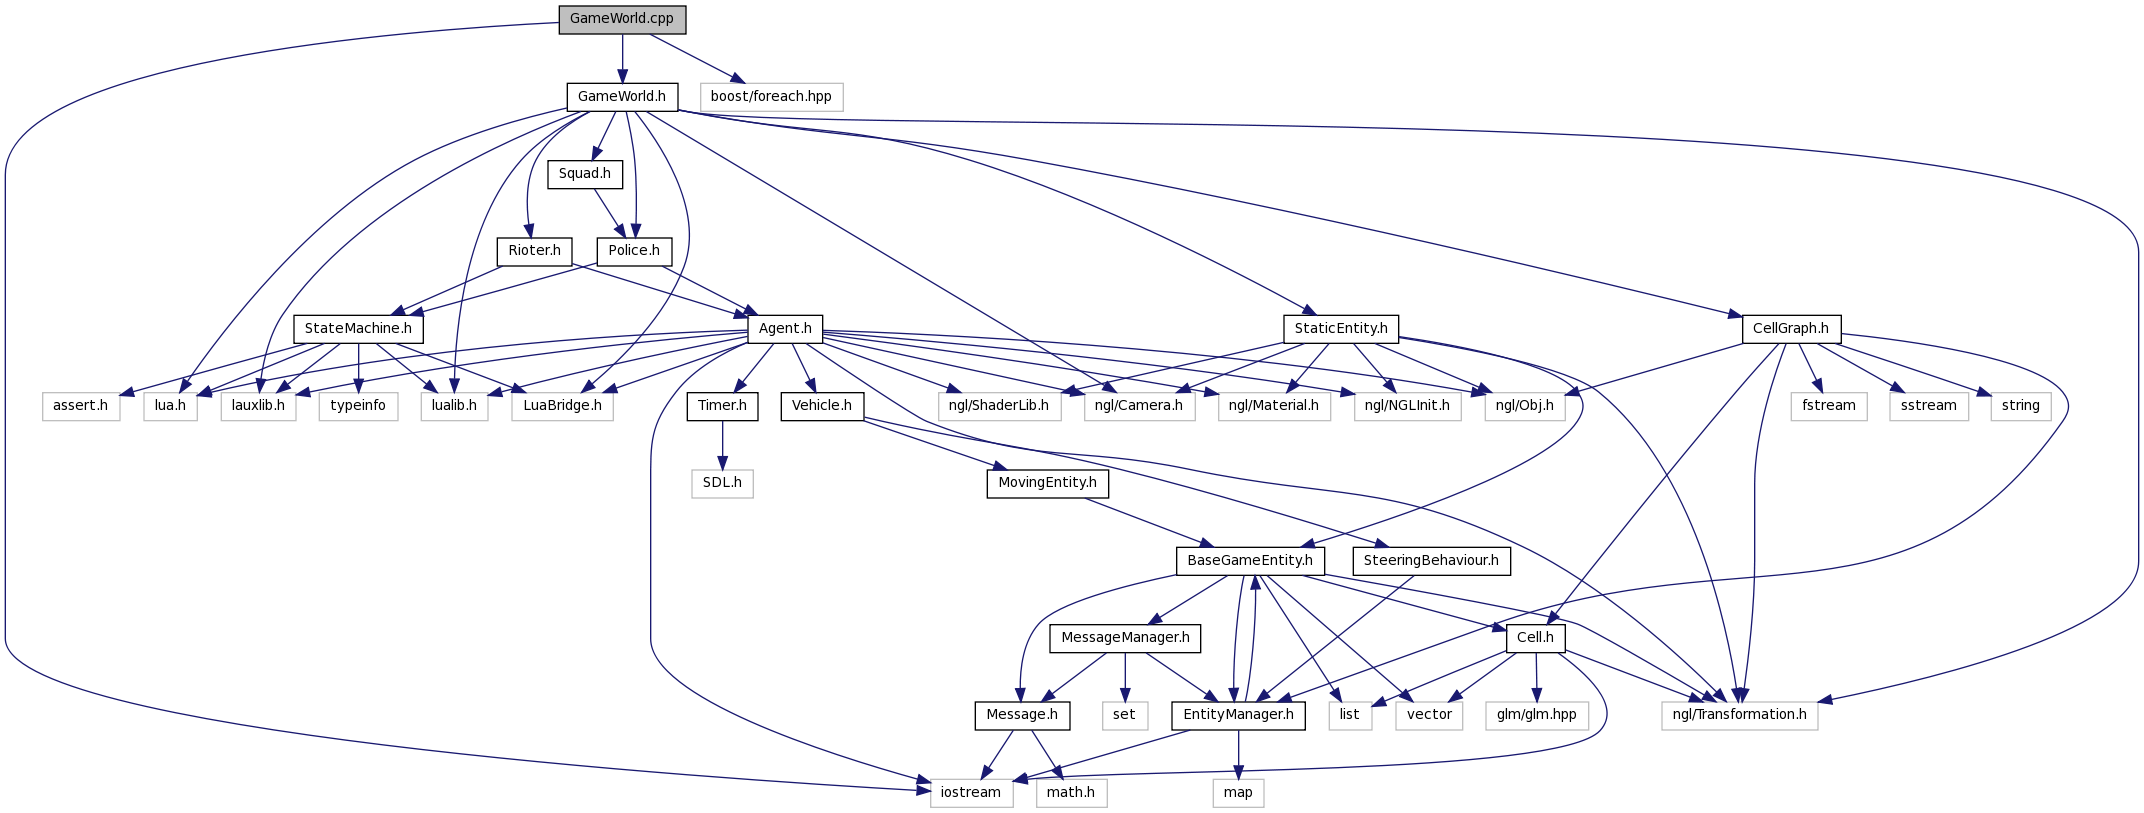 GameWorld.cpp
GameWorld.h
boost/foreach.hpp
Squad.h
Rioter.h
Police.h
StateMachine.h
Agent.h
StaticEntity.h
CellGraph.h
assert.h
lua.h
lauxlib.h
typeinfo
lualib.h
LuaBridge.h
Timer.h
Vehicle.h
ngl/ShaderLib.h
ngl/Camera.h
ngl/Material.h
ngl/NGLInit.h
ngl/Obj.h
fstream
sstream
string
SDL.h
MovingEntity.h
BaseGameEntity.h
SteeringBehaviour.h
MessageManager.h
Cell.h
Message.h
set
EntityManager.h
list
vector
glm/glm.hpp
ngl/Transformation.h
iostream
math.h
map